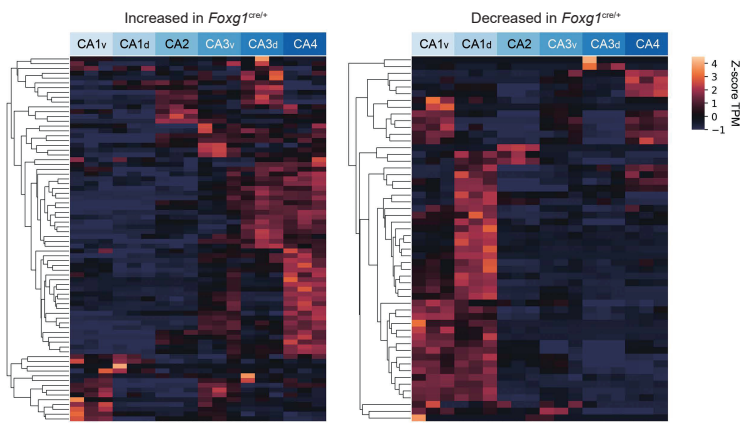 Increased in Foxg1cre/+
Decreased in Foxg1cre/+
CA1v CA1d CA2 CA3v CA3d CA4
CA1v CA1d CA2 CA3v CA3d CA4
4
3
2
1
0
−1
Z-score TPM